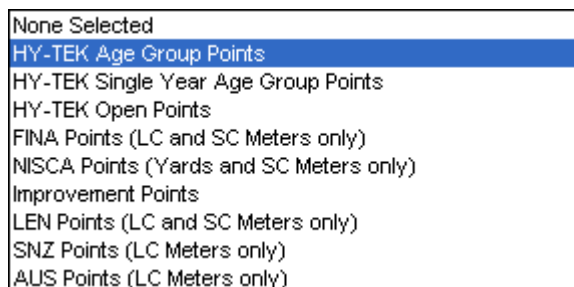 None Selected
HY-TEK Age Group Points
HY-TEK Single Year Age Group Points
HY-TEK Open Points
FINA Points (LC and SC Meters only)
NISCA Points (Yards and SC Meters only)
Improvement Points
LEN Points (LC and SC Meters only)
SNZ Points (LC Meters only)
AUS Points (LC Meters only)